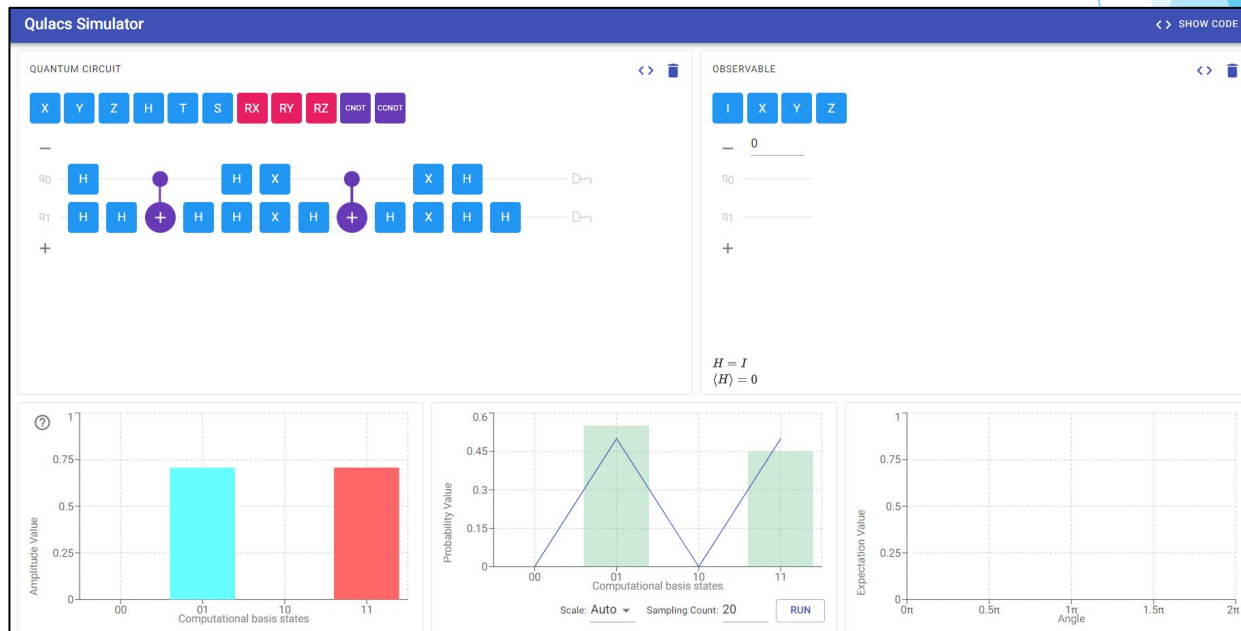 Qulacs Simulator
<> SHOW CODE
QUANTUM CIRCUIT
<>
X Y Z H T S RX RY RZ CNOT CCNOT
−
q0 H H X X H
q1 H H + H H X H + H X H H
+
OBSERVABLE
<>
I X Y Z
− 0
q0
q1
+
H = I
⟨H⟩ = 0
?
1
0.75
0.5
0.25
0
Amplitude Value
00 01 10 11
Computational basis states
0.6
0.45
0.3
0.15
0
Probability Value
00 01 10 11
Computational basis states
Scale: Auto Sampling Count: 20 RUN
1
0.75
0.5
0.25
0
Expectation Value
0π 0.5π 1π 1.5π 2π
Angle